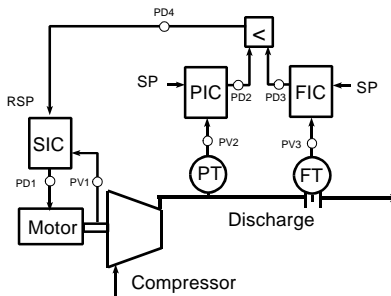 PD4
<
SP
PIC
PD2
PD3
FIC
SP
RSP
SIC
PV2
PV3
PD1
PV1
PT
FT
Motor
Discharge
Compressor